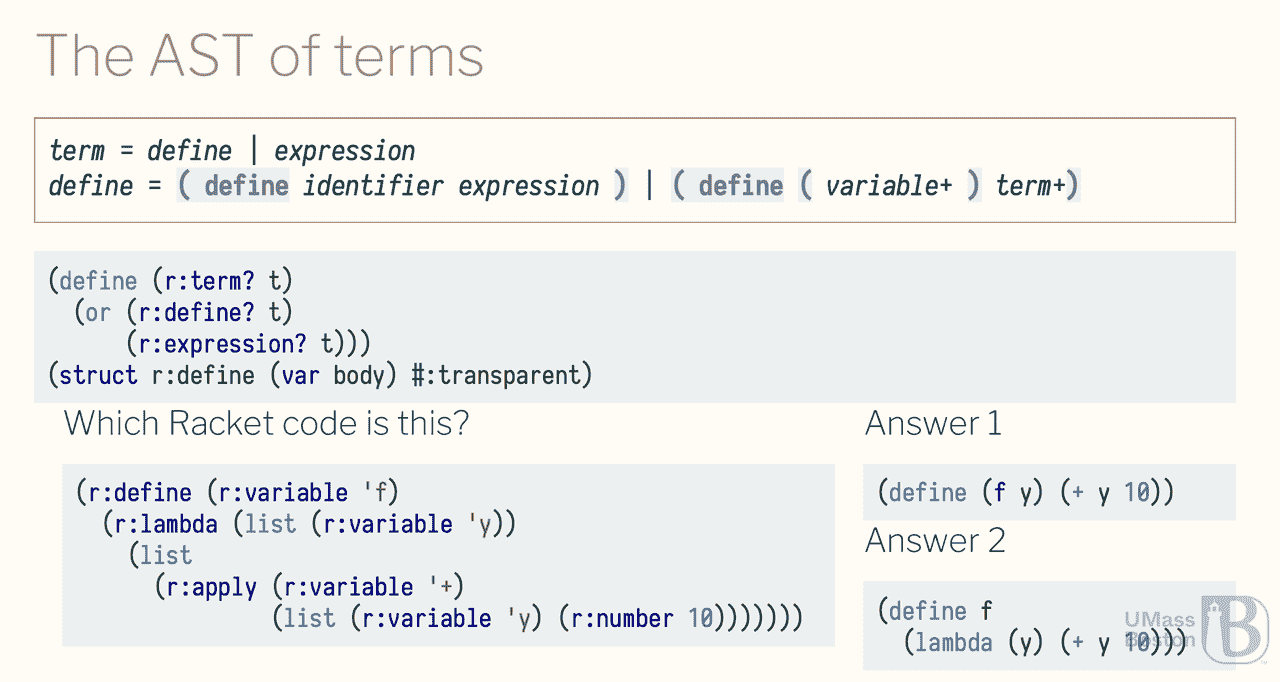 The AST of terms
term = define | expression
define = ( define identifier expression ) | ( define ( variable+ ) term+)
(define (r:term? t)
(or (r:define? t)
(r:expression? t)))
(struct r:define (var body) #:transparent)
Which Racket code is this?
(r:define (r:variable 'f)
(r:lambda (list (r:variable 'y))
(list
(r:apply (r:variable '+)
(list (r:variable 'y) (r:number 10)))))))
Answer 1
(define (f y) (+ y 10))
Answer 2
(define f
(lambda (y) (+ y 10)))
UMass
Boston
B